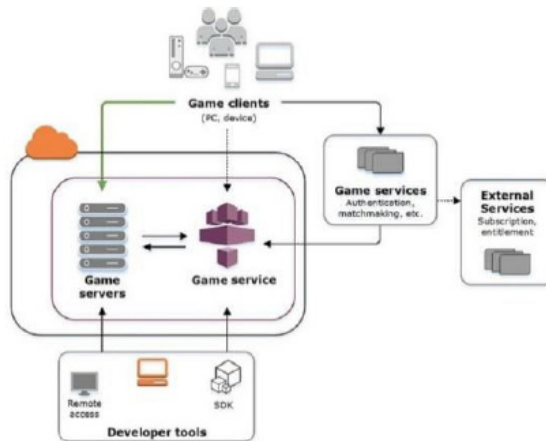 Game clients
(PC, device)
Game services
Authentication,
matchmaking, etc.
External
Services
Subscription,
entitlement
Game
servers
Game service
Remote
access
SDK
Developer tools